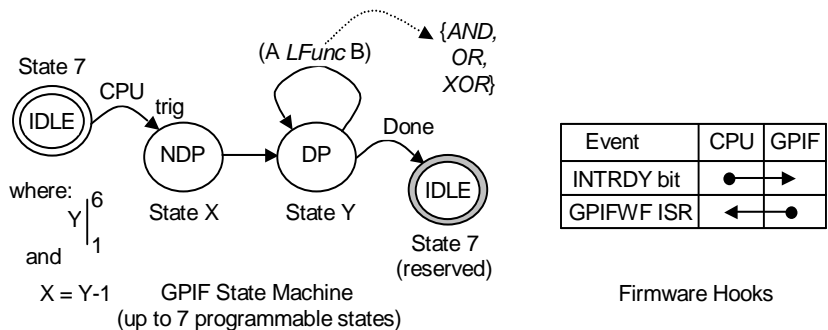 (A LFunc B)
{AND,
OR,
XOR}
State 7
CPU
trig
IDLE
NDP
DP
Done
IDLE
State X
State Y
State 7
(reserved)
where:
Y|6
1
and
X = Y-1
GPIF State Machine
(up to 7 programmable states)
Event CPU GPIF
INTRDY bit
GPIFWF ISR
Firmware Hooks